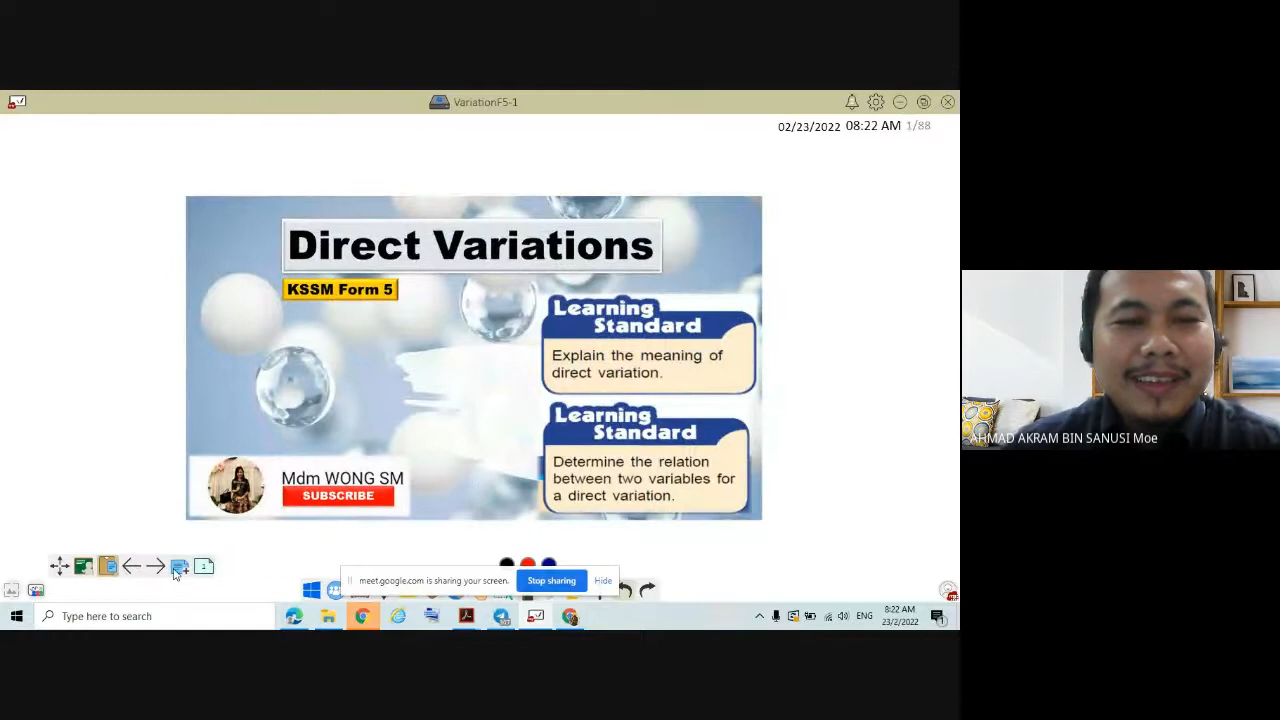 VariationF5-1
02/23/2022 08:22 AM 1/88
Direct Variations
KSSM Form 5
Learning
Standard
Explain the meaning of
direct variation.
Learning
Standard
Determine the relation
between two variables for
a direct variation.
Mdm WONG SM
SUBSCRIBE
AHMAD AKRAM BIN SANUSI Moe
1
meet.google.com is sharing your screen.
Stop sharing
Hide
Type here to search
ENG
8:22 AM
23/2/2022